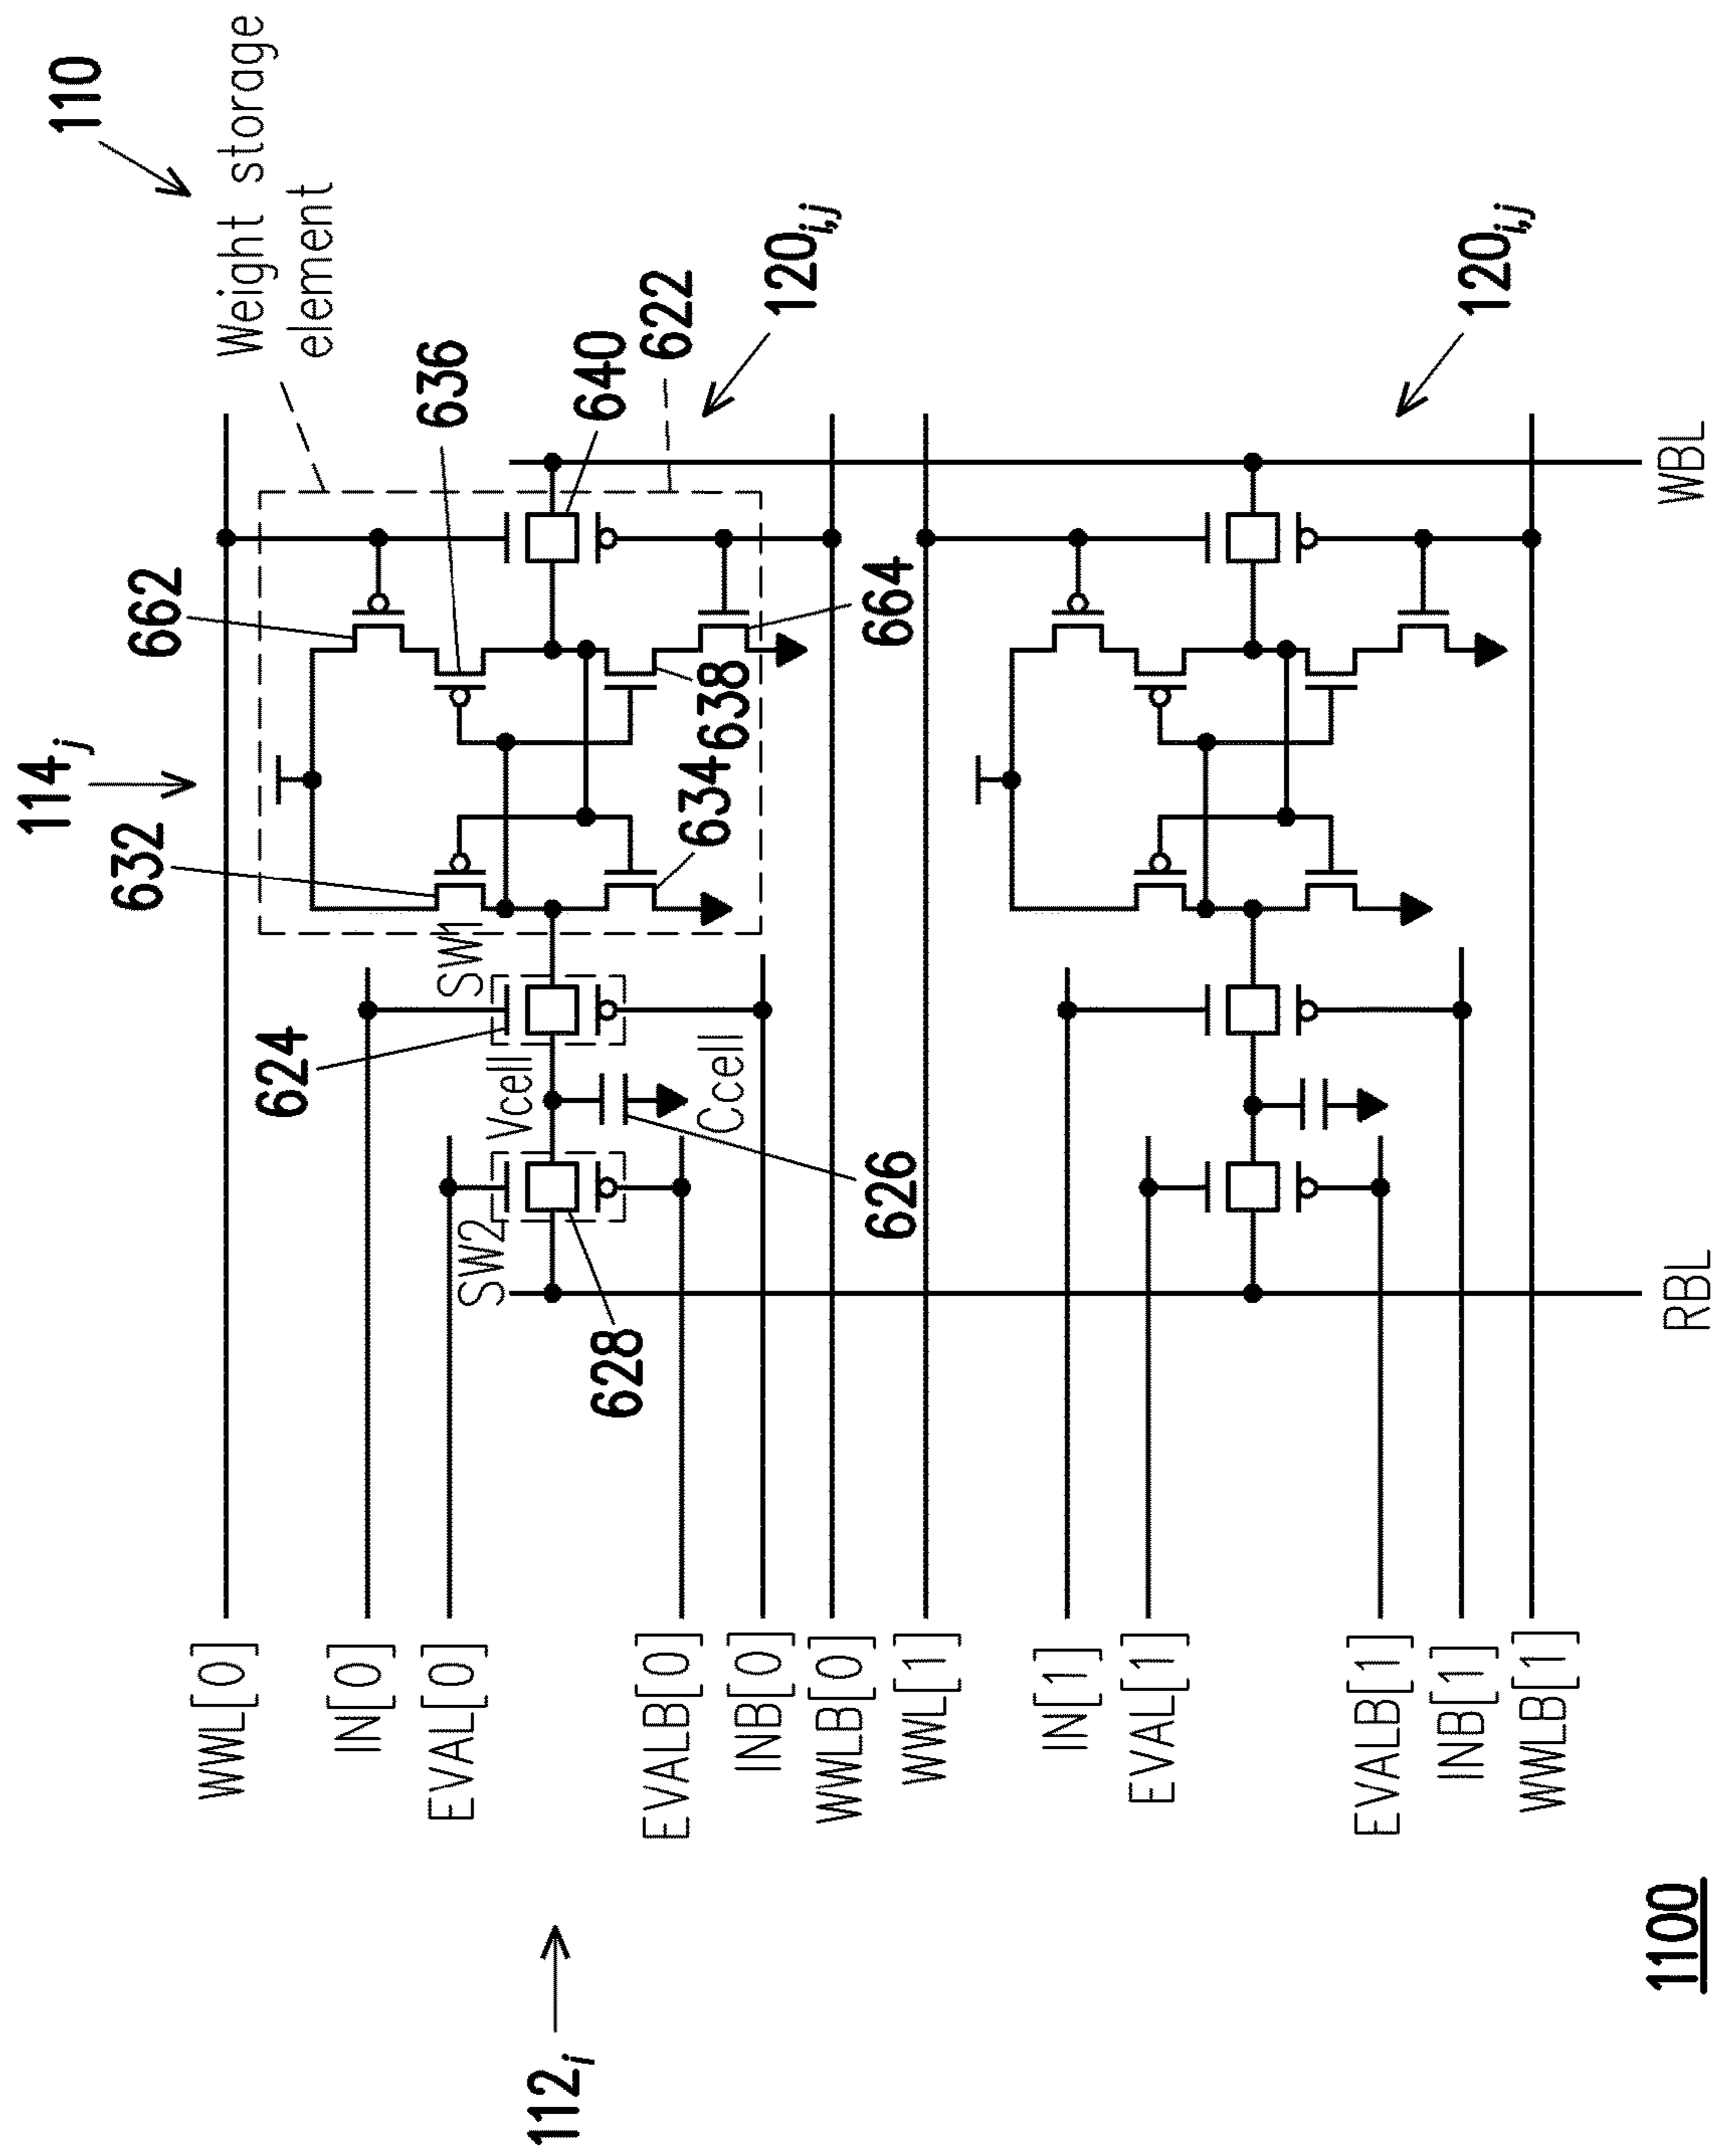 110
Weight storage
element
114j
632
662
636
640
622
120i,j
SW1
624
Vcell
634
638
664
SW2
628
626
Ccell
120i,j
WWL[0]
IN[0]
EVAL[0]
EVALB[0]
INB[0]
WWLB[0]
WWL[1]
IN[1]
EVAL[1]
EVALB[1]
INB[1]
WWLB[1]
RBL
WBL
112i
1100